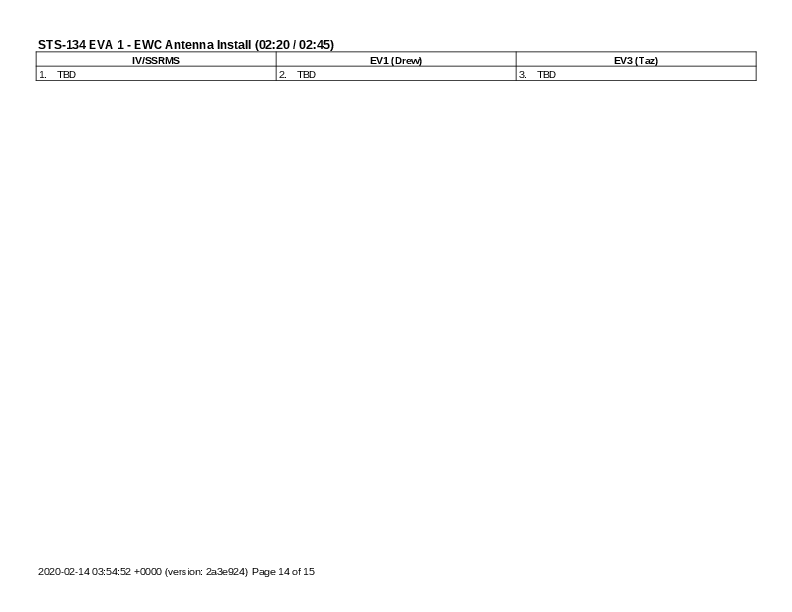 STS-134 EVA 1 - EWC Antenna Install (02:20 / 02:45)
IV/SSRMS EV1 (Drew) EV3 (Taz)
1. TBD 2. TBD 3. TBD
2020-02-14 03:54:52 +0000 (version: 2a3e924) Page 14 of 15